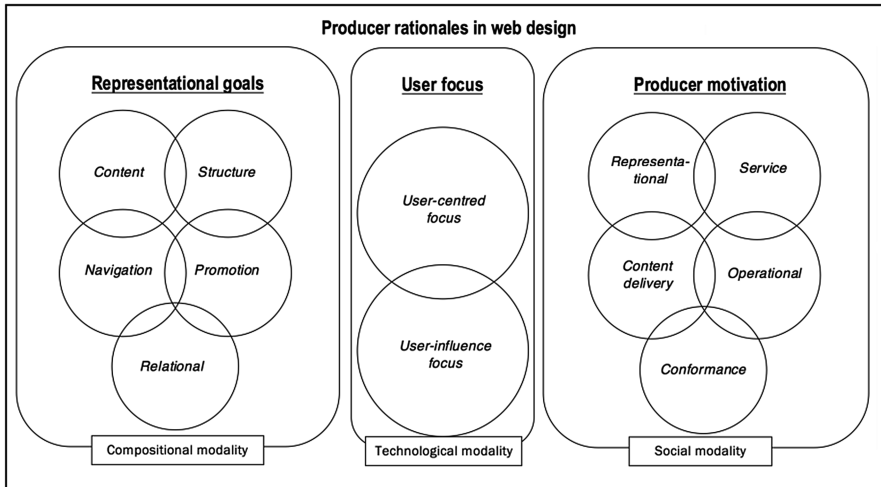 Producer rationales in web design
Representational goals
Content
Structure
Navigation
Promotion
Relational
Compositional modality
User focus
User-centred
focus
User-influence
focus
Technological modality
Producer motivation
Representa-
tional
Service
Content
delivery
Operational
Conformance
Social modality